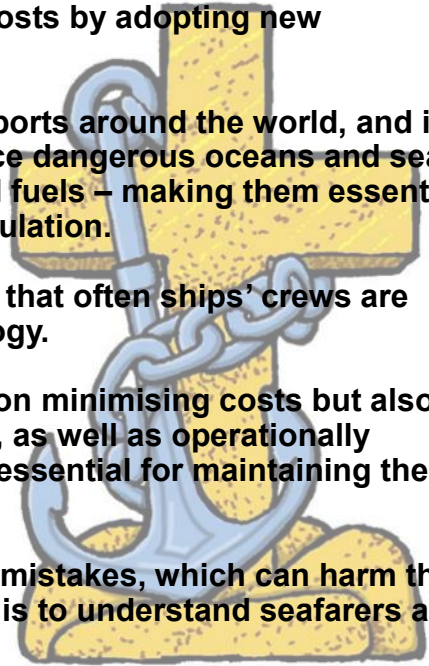 osts by adopting new
ports around the world, and i
ce dangerous oceans and sea
l fuels – making them essent
ulation.
that often ships’ crews are
ogy.
on minimising costs but also
, as well as operationally
essential for maintaining the
mistakes, which can harm th
is to understand seafarers a